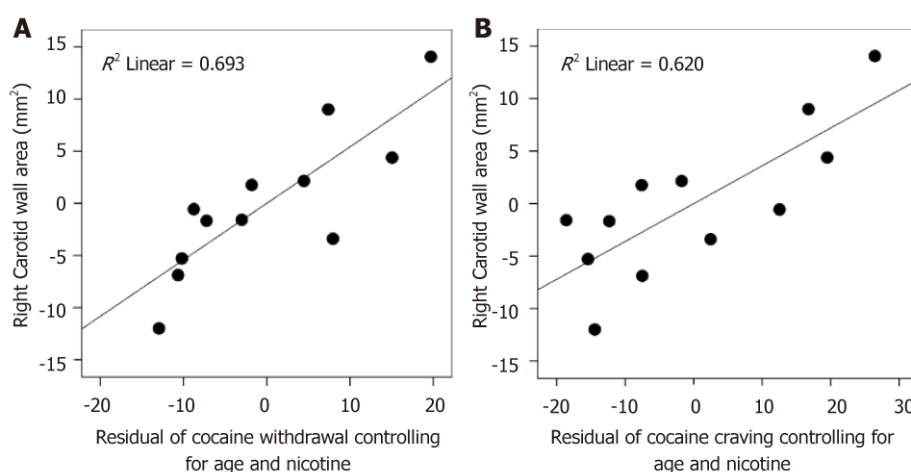 A
R² Linear = 0.693
Right Carotid wall area (mm²)
15
10
5
0
-5
-10
-15
-20
-10
0
10
20
Residual of cocaine withdrawal controlling
for age and nicotine
B
R² Linear = 0.620
Right Carotid wall area (mm²)
15
10
5
0
-5
-10
-15
-20
-10
0
10
20
30
Residual of cocaine craving controlling for
age and nicotine